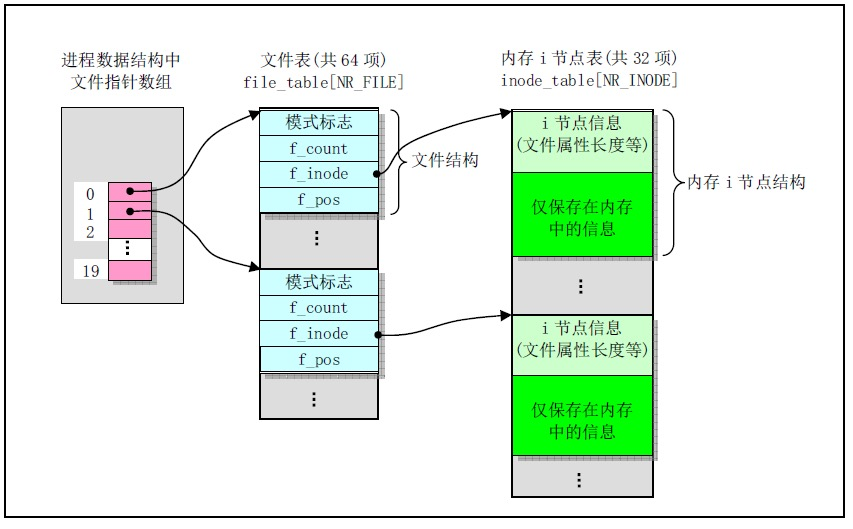 进程数据结构中
文件指针数组
0
1
2
⋮
19
文件表(共 64 项)
file_table[NR_FILE]
模式标志
f_count
f_inode
f_pos
文件结构
⋮
模式标志
f_count
f_inode
f_pos
⋮
内存 i 节点表(共 32 项)
inode_table[NR_INODE]
i 节点信息
(文件属性长度等)
仅保存在内存
中的信息
内存 i 节点结构
⋮
i 节点信息
(文件属性长度等)
仅保存在内存
中的信息
⋮